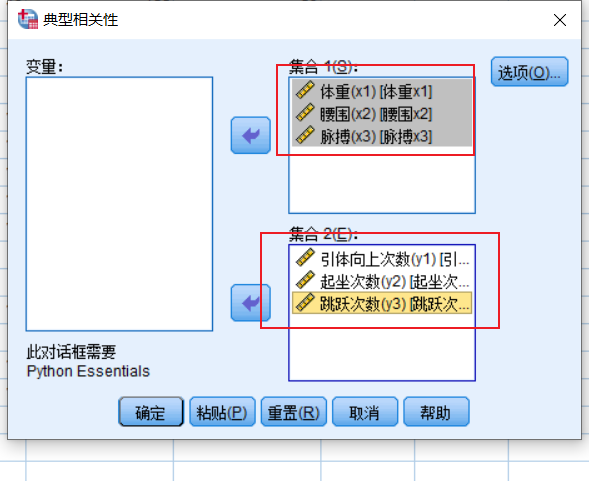 典型相关性
变量：
集合 1(S)：
选项(O)...
体重(x1) [体重x1]
腰围(x2) [腰围x2]
脉搏(x3) [脉搏x3]
集合 2(E)：
引体向上次数(y1) [引...
起坐次数(y2) [起坐次...
跳跃次数(y3) [跳跃次...
此对话框需要
Python Essentials
确定 粘贴(P) 重置(R) 取消 帮助